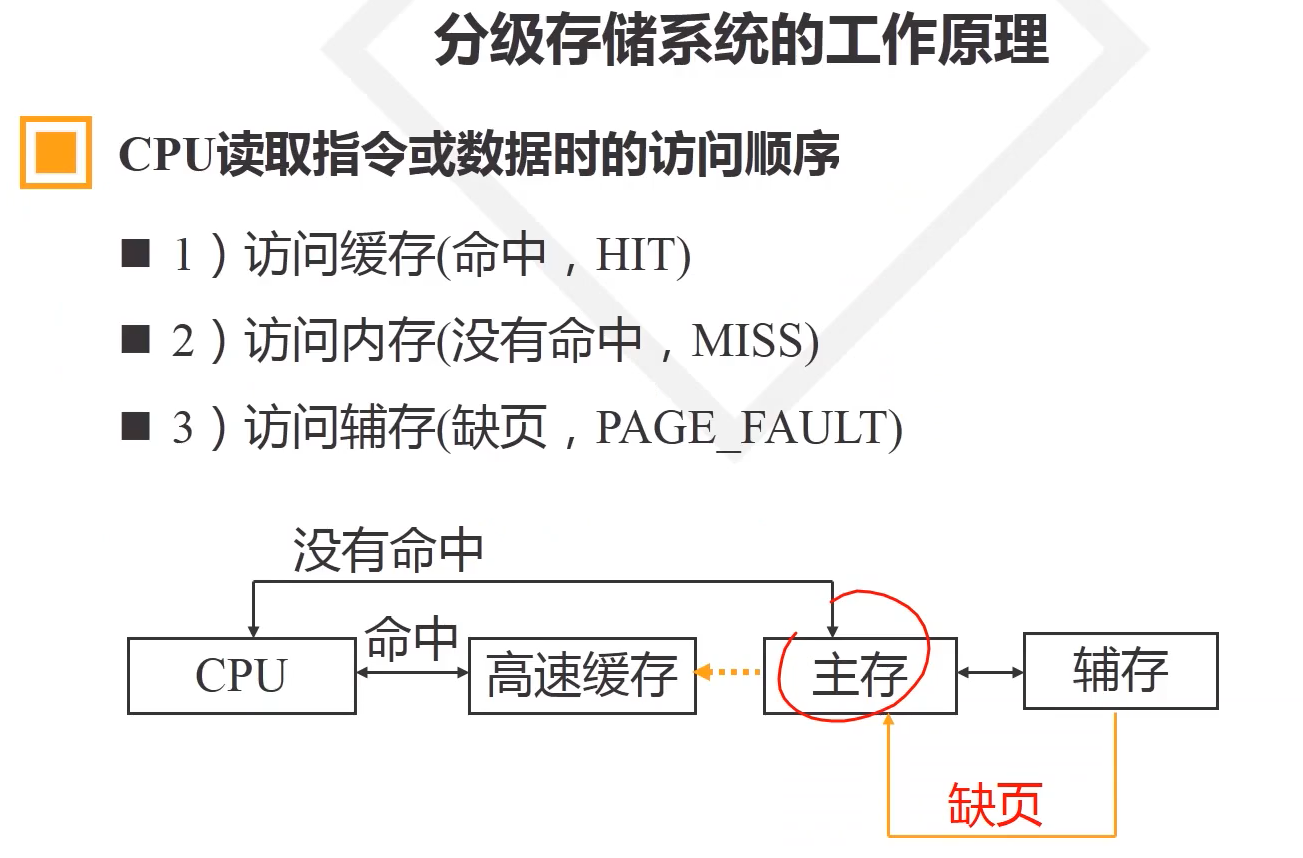 分级存储系统的工作原理
CPU读取指令或数据时的访问顺序
1）访问缓存(命中，HIT)
2）访问内存(没有命中，MISS)
3）访问辅存(缺页，PAGE_FAULT)
没有命中
命中
CPU
高速缓存
主存
辅存
缺页